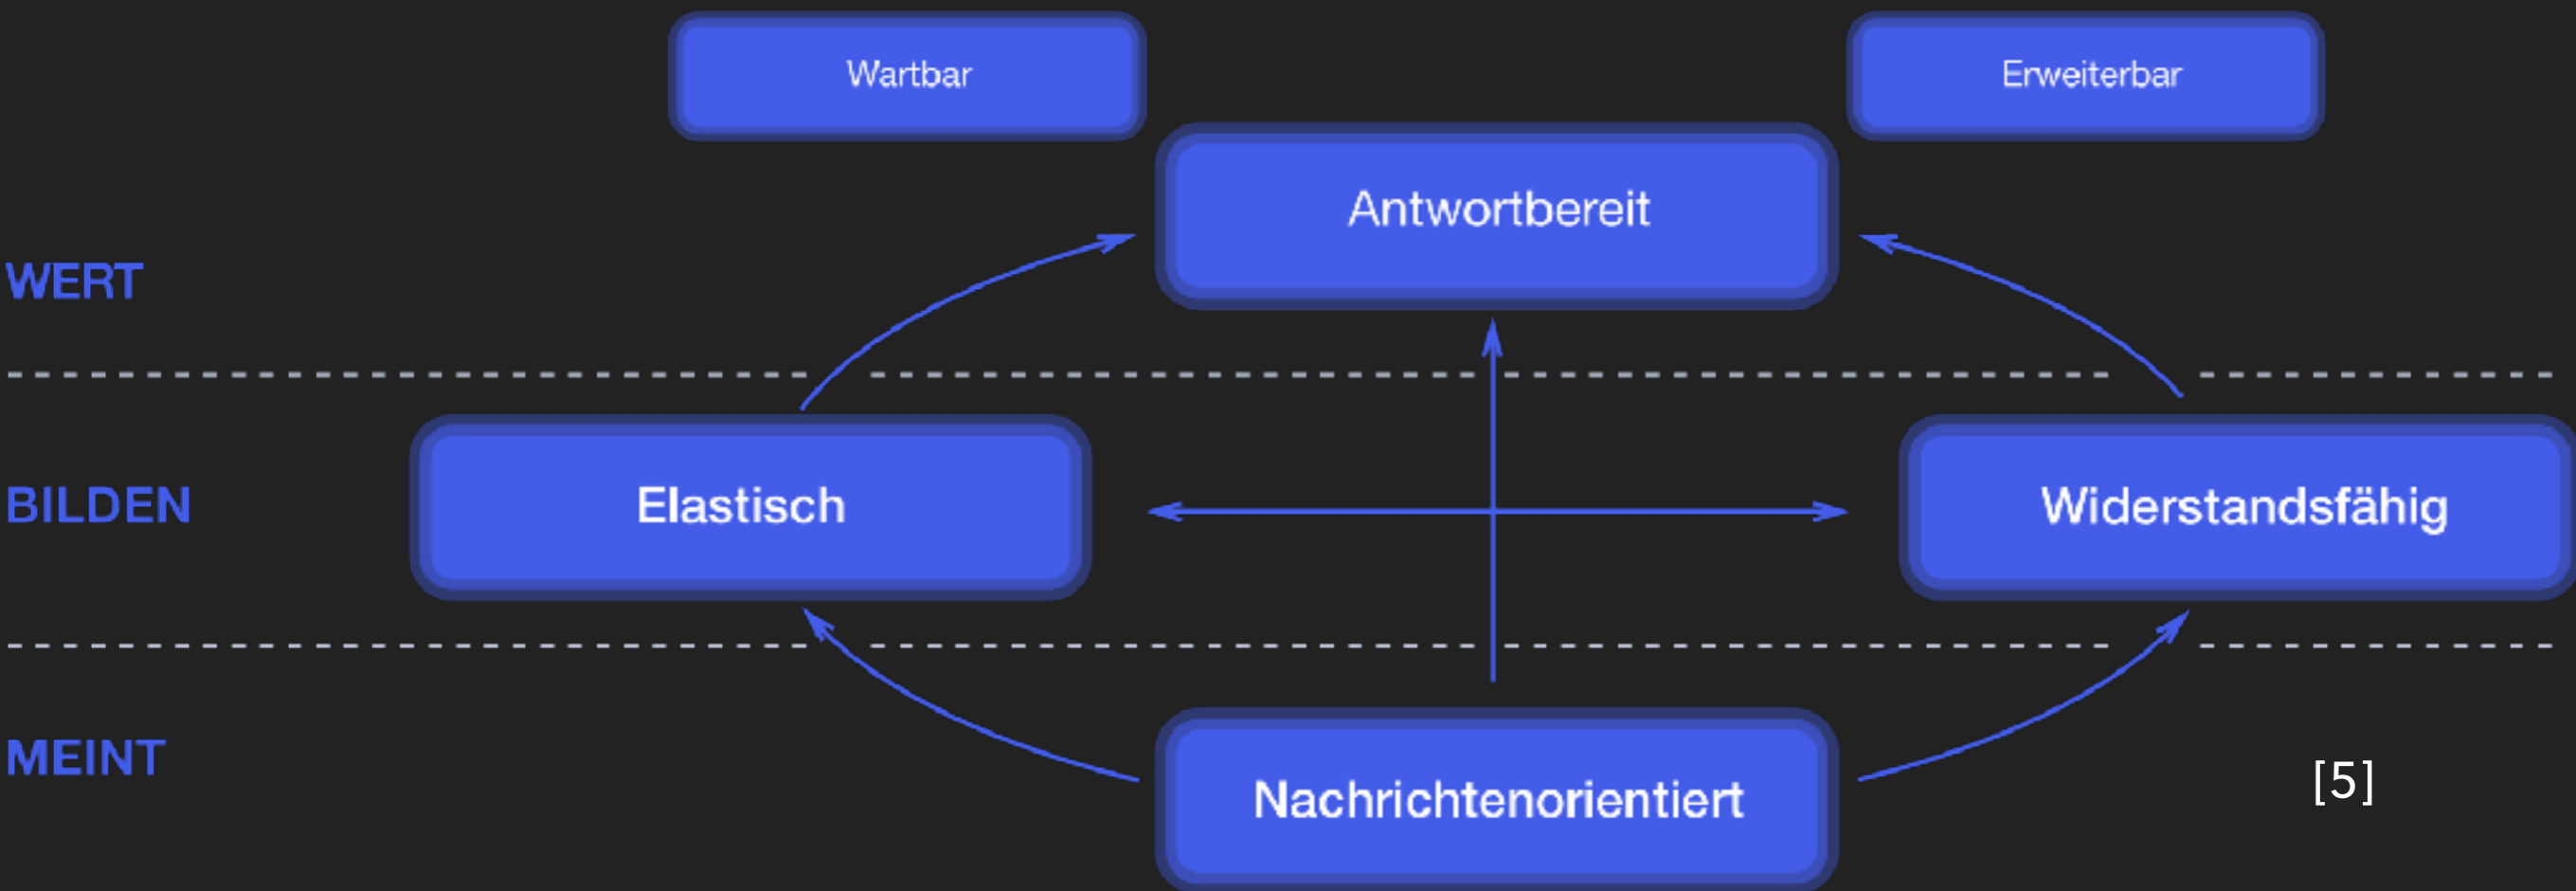 Wartbar
Erweiterbar
Antwortbereit
WERT
BILDEN
Elastisch
Widerstandsfähig
MEINT
Nachrichtenorientiert
[5]